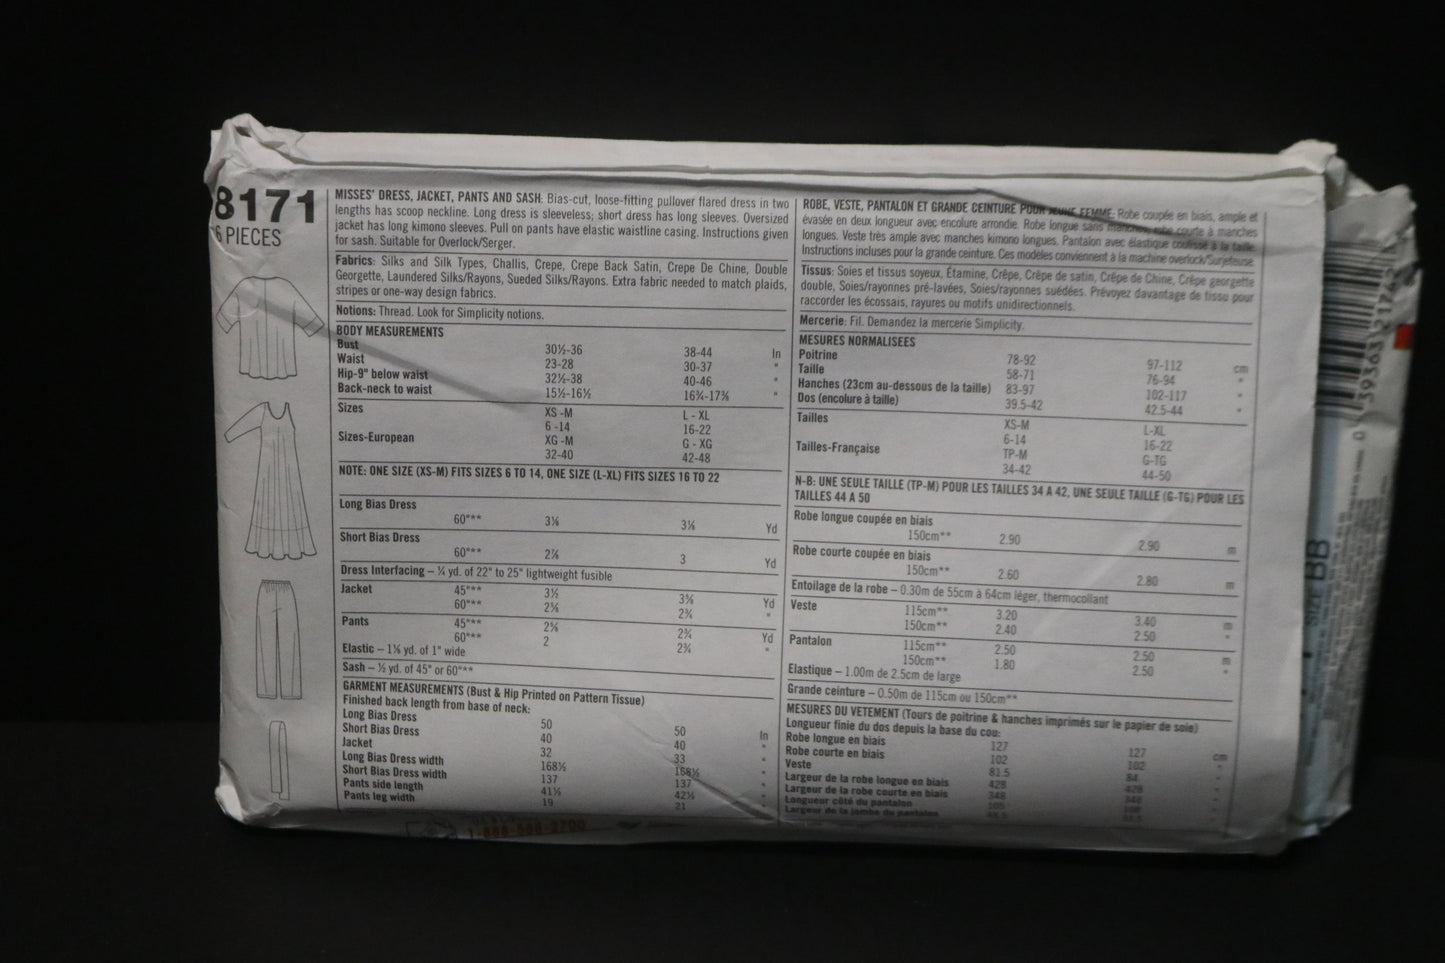 8171
6 PIECES
MISSES' DRESS, JACKET, PANTS AND SASH: Bias-cut, loose-fitting pullover flared dress in two
lengths has scoop neckline. Long dress is sleeveless; short dress has long sleeves. Oversized
jacket has long kimono sleeves. Pull on pants have elastic waistline casing. Instructions given
for sash. Suitable for Overlock/Serger.
Fabrics: Silks and Silk Types, Challis, Crepe, Crepe Back Satin, Crepe De Chine, Double
Georgette, Laundered Silks/Rayons, Sueded Silks/Rayons. Extra fabric needed to match plaids,
stripes or one-way design fabrics.
Notions: Thread. Look for Simplicity notions.
BODY MEASUREMENTS
Bust 30½-36 38-44 In
Waist 23-28 30-37 "
Hip-9" below waist 32½-38 40-46 "
Back-neck to waist 15½-16½ 16¾-17⅜ "
Sizes XS -M L - XL
6 -14 16-22
Sizes-European XG -M G - XG
32-40 42-48
NOTE: ONE SIZE (XS-M) FITS SIZES 6 TO 14, ONE SIZE (L-XL) FITS SIZES 16 TO 22
Long Bias Dress
60"** 3⅛ 3⅛ Yd
Short Bias Dress
60"** 3 Yd
Dress Interfacing – ¼ yd. of 22" to 25" lightweight fusible
Jacket 45"** 3½ Yd
60"** 2⅝ 2¾ "
Pants 45"** 2¾ Yd
60"** 2 2¾ "
Elastic – 1⅛ yd. of 1" wide
Sash – ½ yd. of 45" or 60"**
GARMENT MEASUREMENTS (Bust & Hip Printed on Pattern Tissue)
Finished back length from base of neck:
Long Bias Dress 50 50 In
Short Bias Dress 40 40 "
Jacket 32 33 "
Long Bias Dress width 168½ 168½ "
Short Bias Dress width 137 137 "
Pants side length 41½ 42½ "
Pants leg width 19 21 "
ROBE, VESTE, PANTALON ET GRANDE CEINTURE POUR JEUNE FEMME: Robe coupée en biais, ample et
évasée en deux longueur avec encolure arrondie. Robe longue sans manches, robe courte à manches
longues. Veste très ample avec manches kimono longues. Pantalon avec élastique coulissé à la taille.
Instructions incluses pour la grande ceinture. Ces modèles conviennent à la machine overlock/Surjeteuse.
Tissus: Soies et tissus soyeux, Étamine, Crêpe, Crêpe de satin, Crêpe de Chine, Crêpe georgette
double, Soies/rayonnes pré-lavées, Soies/rayonnes suédées. Prévoyez davantage de tissu pour
raccorder les écossais, rayures ou motifs unidirectionnels.
Mercerie: Fil. Demandez la mercerie Simplicity.
MESURES NORMALISEES
Poitrine 78-92 97-112 cm
Taille 58-71 76-94 "
Hanches (23cm au-dessous de la taille) 83-97 102-117 "
Dos (encolure à taille) 39.5-42 42.5-44 "
Tailles XS-M L-XL
6-14 16-22
Tailles-Française TP-M G-TG
34-42 44-50
N-B: UNE SEULE TAILLE (TP-M) POUR LES TAILLES 34 A 42, UNE SEULE TAILLE (G-TG) POUR LES
TAILLES 44 A 50
Robe longue coupée en biais
150cm** 2.90 2.90 m
Robe courte coupée en biais
150cm** 2.60 2.80 m
Entoilage de la robe – 0.30m de 55cm à 64cm léger, thermocollant
Veste 115cm** 3.20 3.40 m
150cm** 2.40 2.50 "
Pantalon 115cm** 2.50 2.50 m
150cm** 1.80 2.50 "
Elastique – 1.00m de 2.5cm de large
Grande ceinture – 0.50m de 115cm ou 150cm**
MESURES DU VETEMENT (Tours de poitrine & hanches imprimés sur le papier de soie)
Longueur finie du dos depuis la base du cou:
Robe longue en biais 127 127 cm
Robe courte en biais 102 102 "
Veste 81.5 84 "
Largeur de la robe longue en biais 428 428 "
Largeur de la robe courte en biais 348 348 "
Longueur côté du pantalon 105
Largeur de la jambe du pantalon
SIZE BB